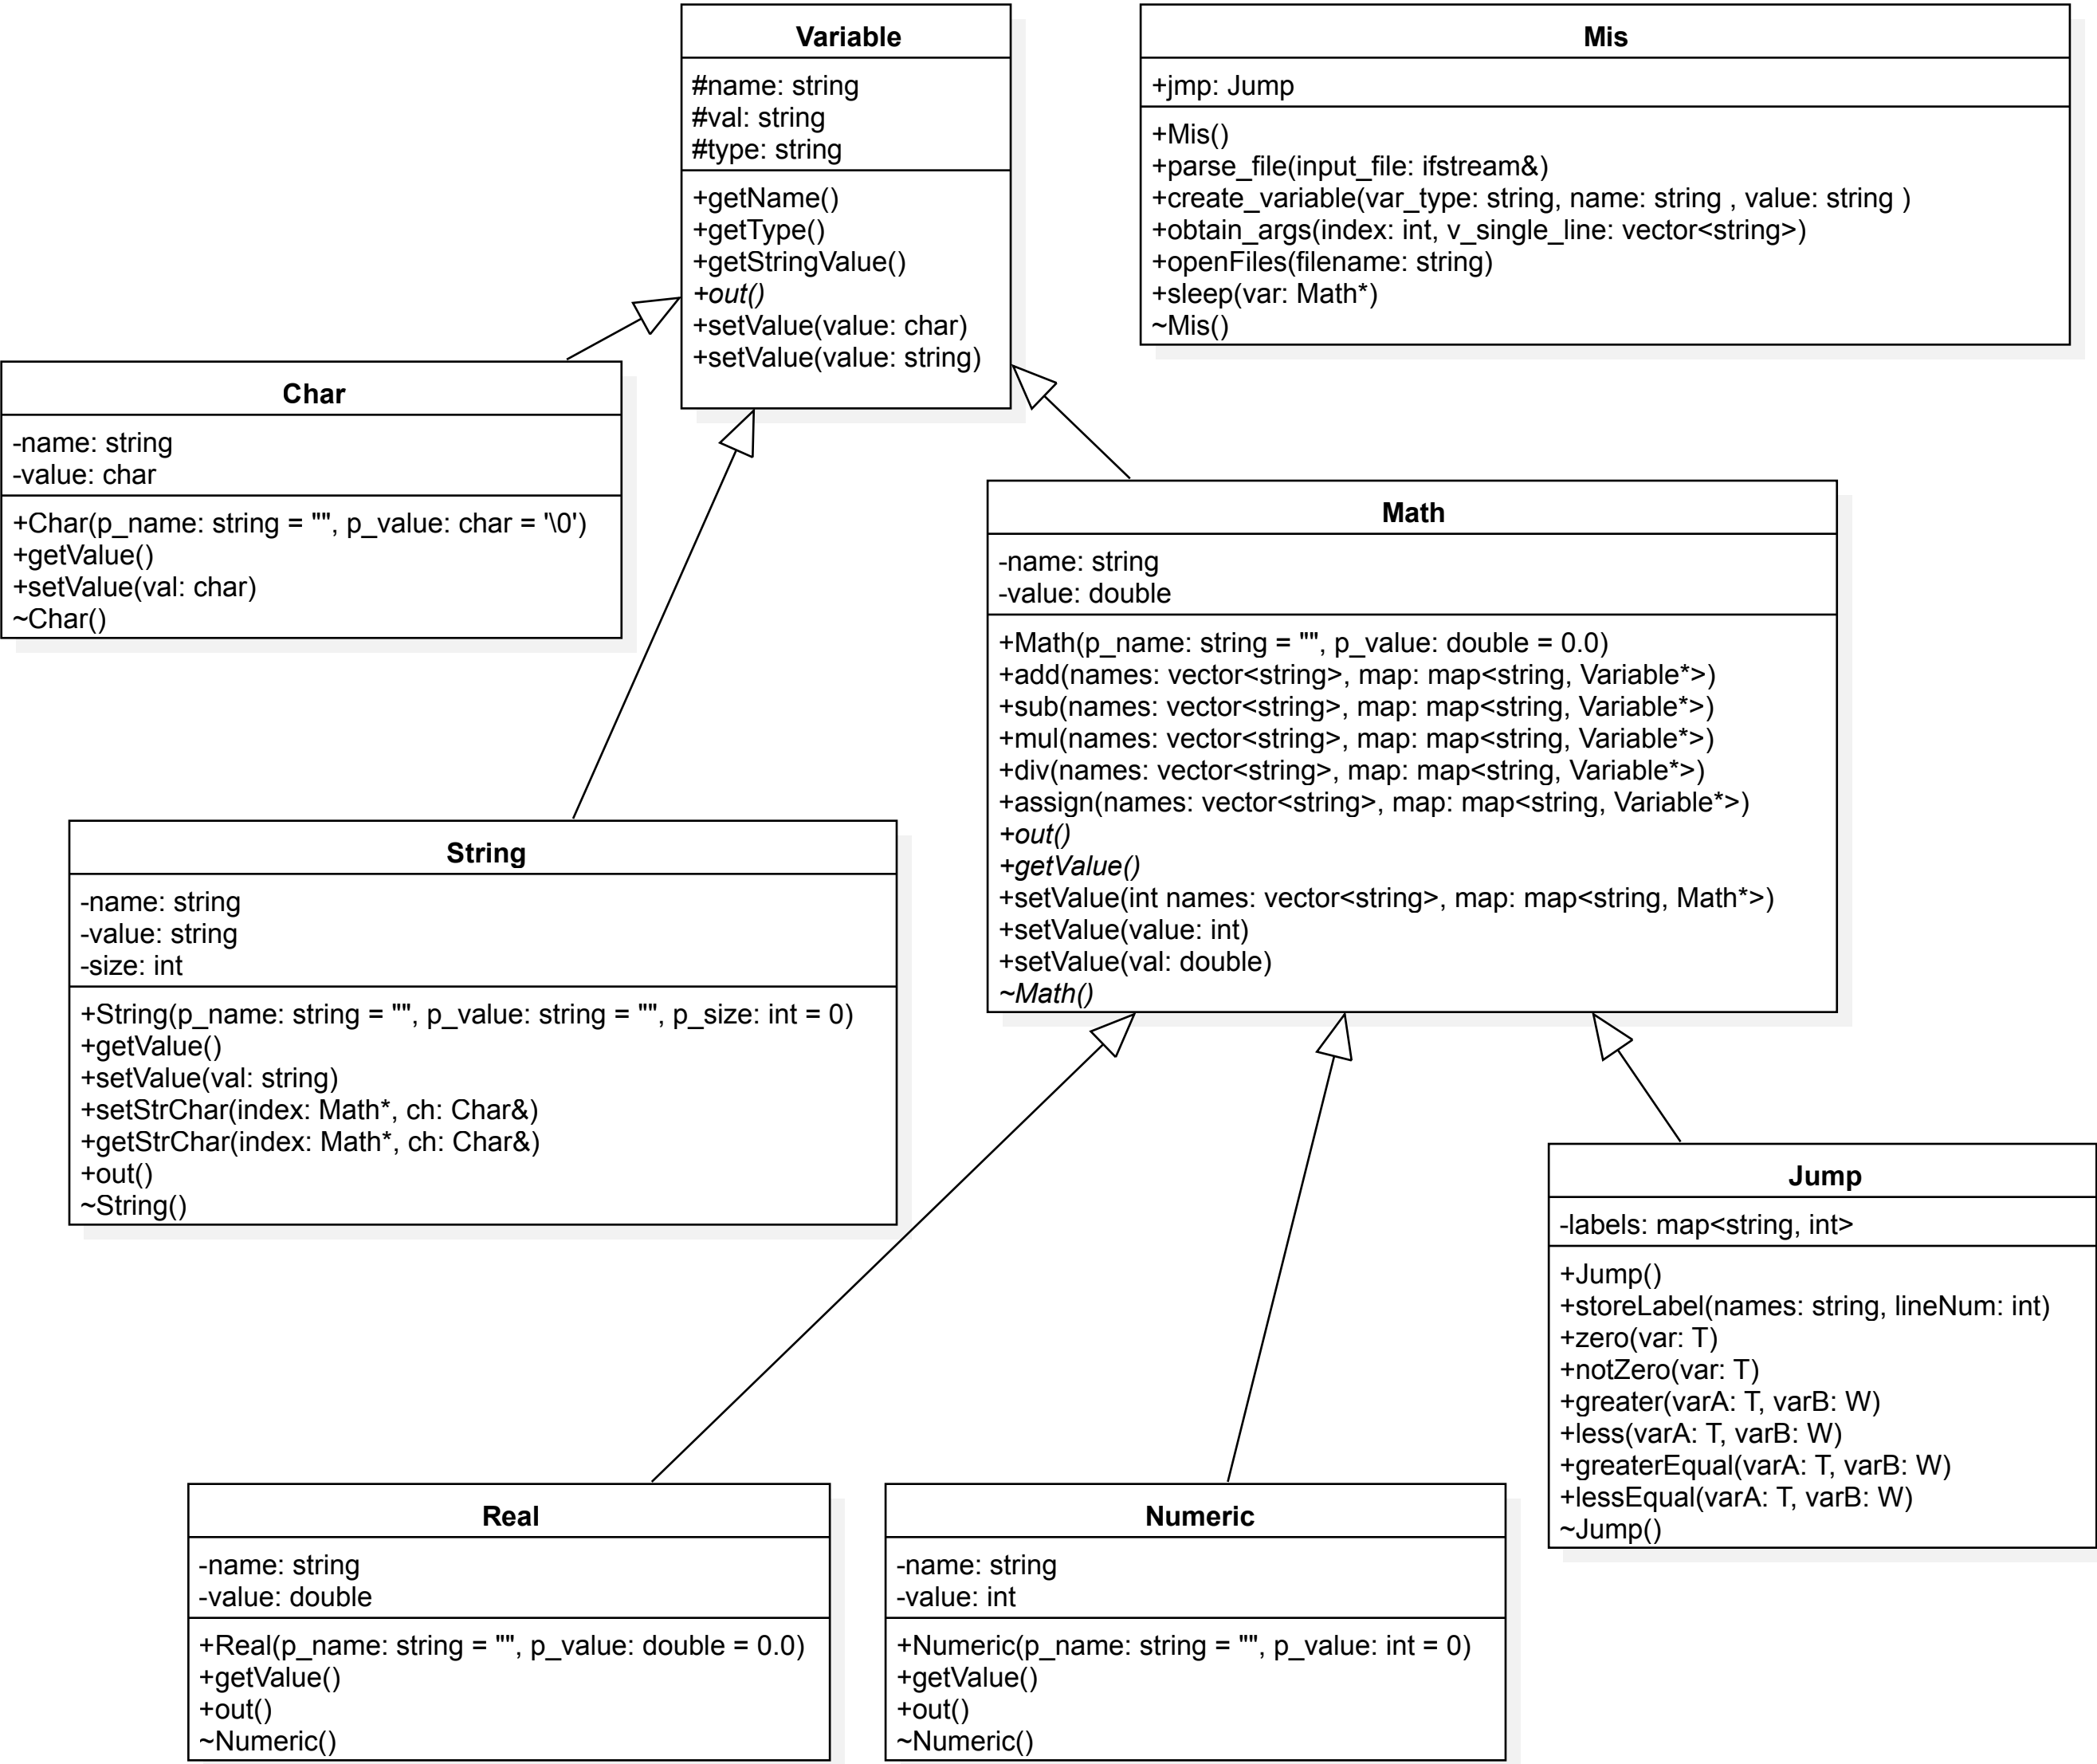 Variable
#name: string
#val: string
#type: string
+getName()
+getType()
+getStringValue()
+out()
+setValue(value: char)
+setValue(value: string)
Mis
+jmp: Jump
+Mis()
+parse_file(input_file: ifstream&)
+create_variable(var_type: string, name: string , value: string )
+obtain_args(index: int, v_single_line: vector<string>)
+openFiles(filename: string)
+sleep(var: Math*)
~Mis()
Char
-name: string
-value: char
+Char(p_name: string = "", p_value: char = '\0')
+getValue()
+setValue(val: char)
~Char()
Math
-name: string
-value: double
+Math(p_name: string = "", p_value: double = 0.0)
+add(names: vector<string>, map: map<string, Variable*>)
+sub(names: vector<string>, map: map<string, Variable*>)
+mul(names: vector<string>, map: map<string, Variable*>)
+div(names: vector<string>, map: map<string, Variable*>)
+assign(names: vector<string>, map: map<string, Variable*>)
+out()
+getValue()
+setValue(int names: vector<string>, map: map<string, Math*>)
+setValue(value: int)
+setValue(val: double)
~Math()
String
-name: string
-value: string
-size: int
+String(p_name: string = "", p_value: string = "", p_size: int = 0)
+getValue()
+setValue(val: string)
+setStrChar(index: Math*, ch: Char&)
+getStrChar(index: Math*, ch: Char&)
+out()
~String()
Jump
-labels: map<string, int>
+Jump()
+storeLabel(names: string, lineNum: int)
+zero(var: T)
+notZero(var: T)
+greater(varA: T, varB: W)
+less(varA: T, varB: W)
+greaterEqual(varA: T, varB: W)
+lessEqual(varA: T, varB: W)
~Jump()
Real
-name: string
-value: double
+Real(p_name: string = "", p_value: double = 0.0)
+getValue()
+out()
~Numeric()
Numeric
-name: string
-value: int
+Numeric(p_name: string = "", p_value: int = 0)
+getValue()
+out()
~Numeric()